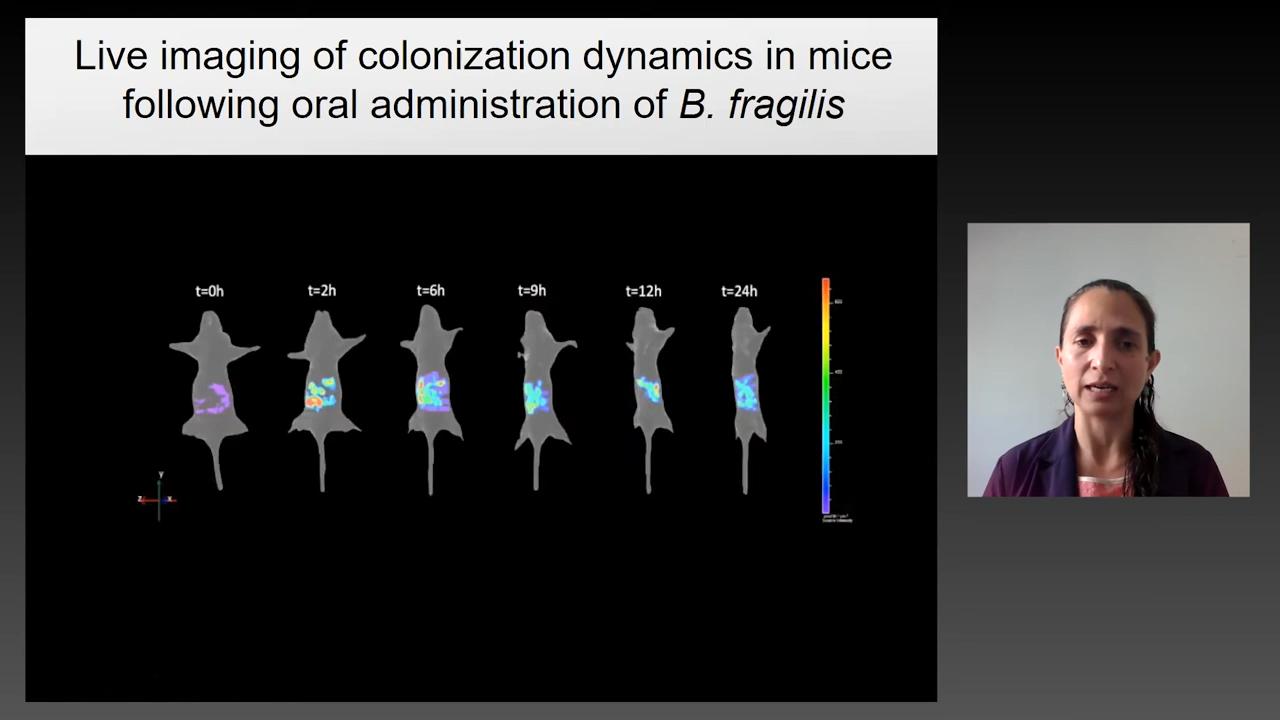 Live imaging of colonization dynamics in mice
following oral administration of B. fragilis
t=0h t=2h t=6h t=9h t=12h t=24h
Y
Z X